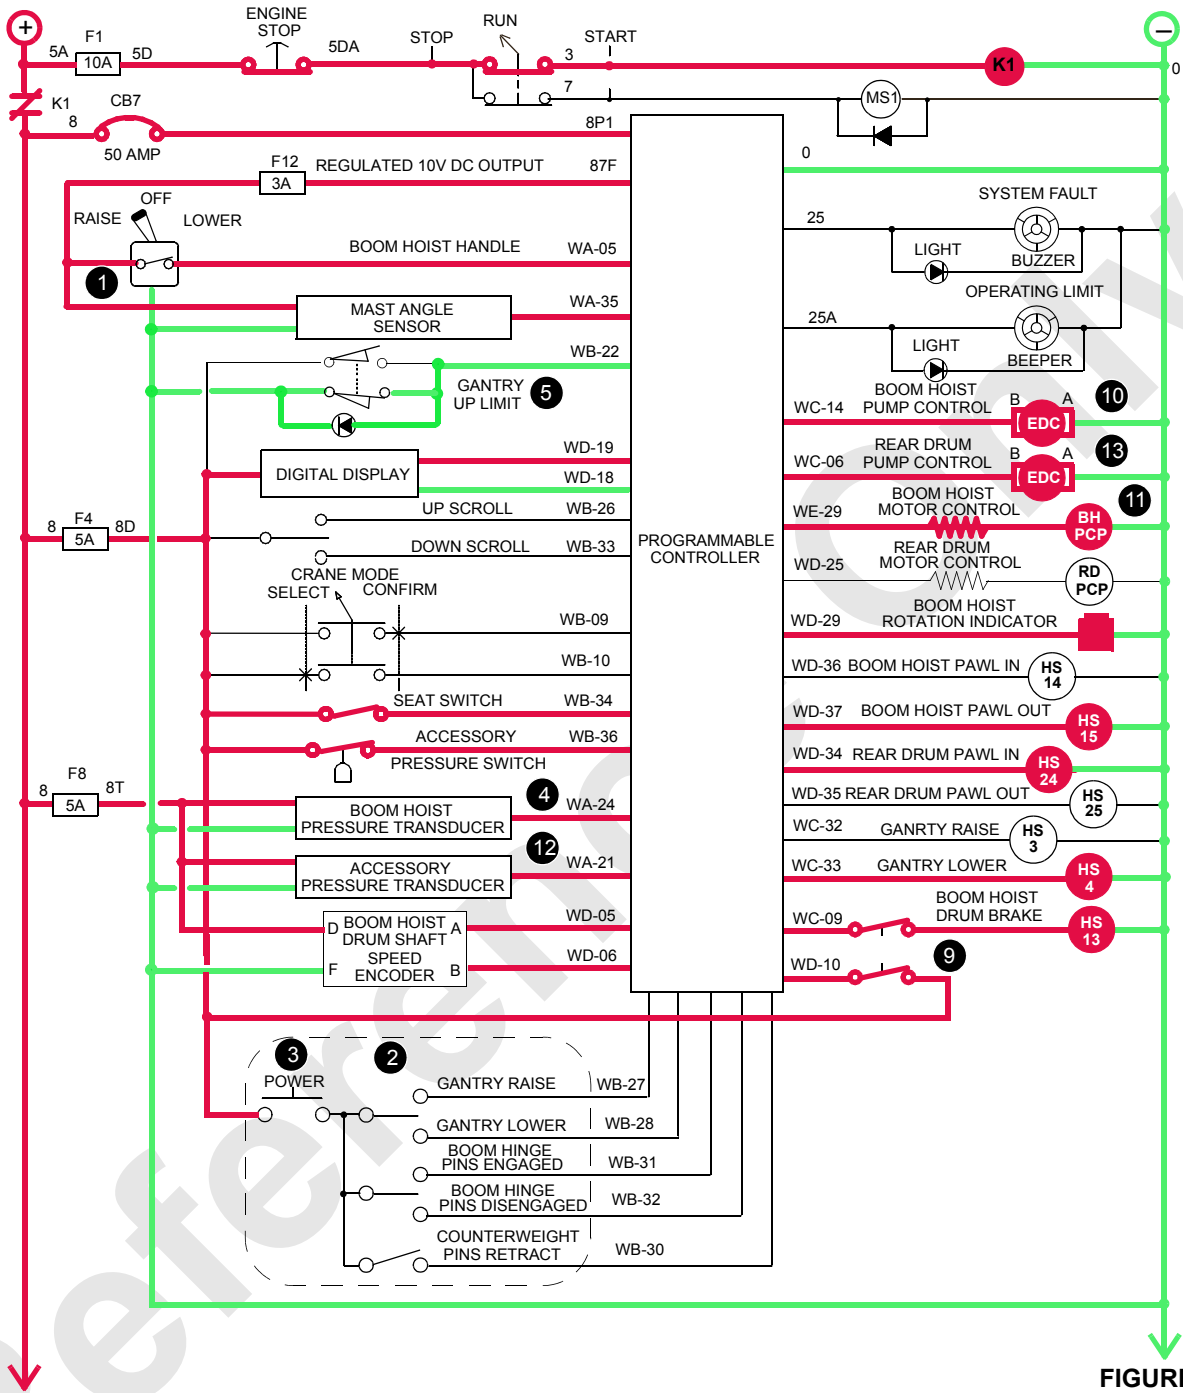 +
ENGINE
STOP
RUN
F1
5A
5D
10A
5DA
STOP
3
START
K1
−
0
7
MS1
K1
CB7
8
50 AMP
8P1
0
F12
REGULATED 10V DC OUTPUT
87F
3A
OFF
RAISE
LOWER
BOOM HOIST HANDLE
WA-05
1
MAST ANGLE
SENSOR
WA-35
WB-22
GANTRY
UP LIMIT
5
DIGITAL DISPLAY
WD-19
WD-18
UP SCROLL
WB-26
8
F4
8D
5A
DOWN SCROLL
WB-33
CRANE MODE
SELECT
CONFIRM
WB-09
WB-10
SEAT SWITCH
WB-34
ACCESSORY
PRESSURE SWITCH
WB-36
8
F8
8T
5A
BOOM HOIST
PRESSURE TRANSDUCER
4
WA-24
ACCESSORY
PRESSURE TRANSDUCER
12
WA-21
D
BOOM HOIST
A
DRUM SHAFT
SPEED
ENCODER
F
B
WD-05
WD-06
PROGRAMMABLE
CONTROLLER
25
SYSTEM FAULT
LIGHT
BUZZER
25A
OPERATING LIMIT
LIGHT
BEEPER
WC-14
BOOM HOIST
PUMP CONTROL
B
A
EDC
10
WC-06
REAR DRUM
PUMP CONTROL
B
A
EDC
13
WE-29
BOOM HOIST
MOTOR CONTROL
BH
PCP
11
WD-25
REAR DRUM
MOTOR CONTROL
RD
PCP
WD-29
BOOM HOIST
ROTATION INDICATOR
WD-36 BOOM HOIST PAWL IN
HS
14
WD-37 BOOM HOIST PAWL OUT
HS
15
WD-34 REAR DRUM PAWL IN
HS
24
WD-35 REAR DRUM PAWL OUT
HS
25
WC-32 GANRTY RAISE
HS
3
WC-33 GANTRY LOWER
HS
4
WC-09
BOOM HOIST
DRUM BRAKE
HS
13
WD-10
9
3
POWER
2
GANTRY RAISE
WB-27
GANTRY LOWER
WB-28
BOOM HINGE
PINS ENGAGED
WB-31
BOOM HINGE
PINS DISENGAGED
WB-32
COUNTERWEIGHT
PINS RETRACT
WB-30
FIGURE